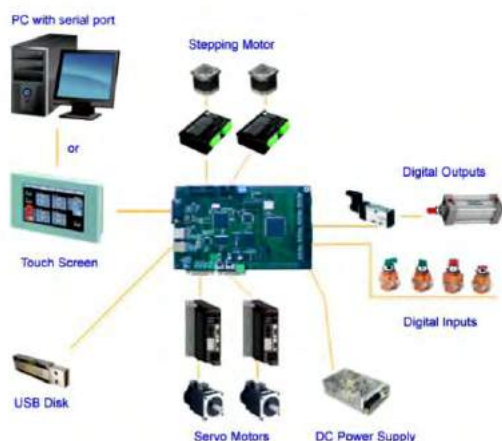 PC with serial port
Stepping Motor
or
Digital Outputs
Touch Screen
Digital Inputs
USB Disk
Servo Motors
DC Power Supply